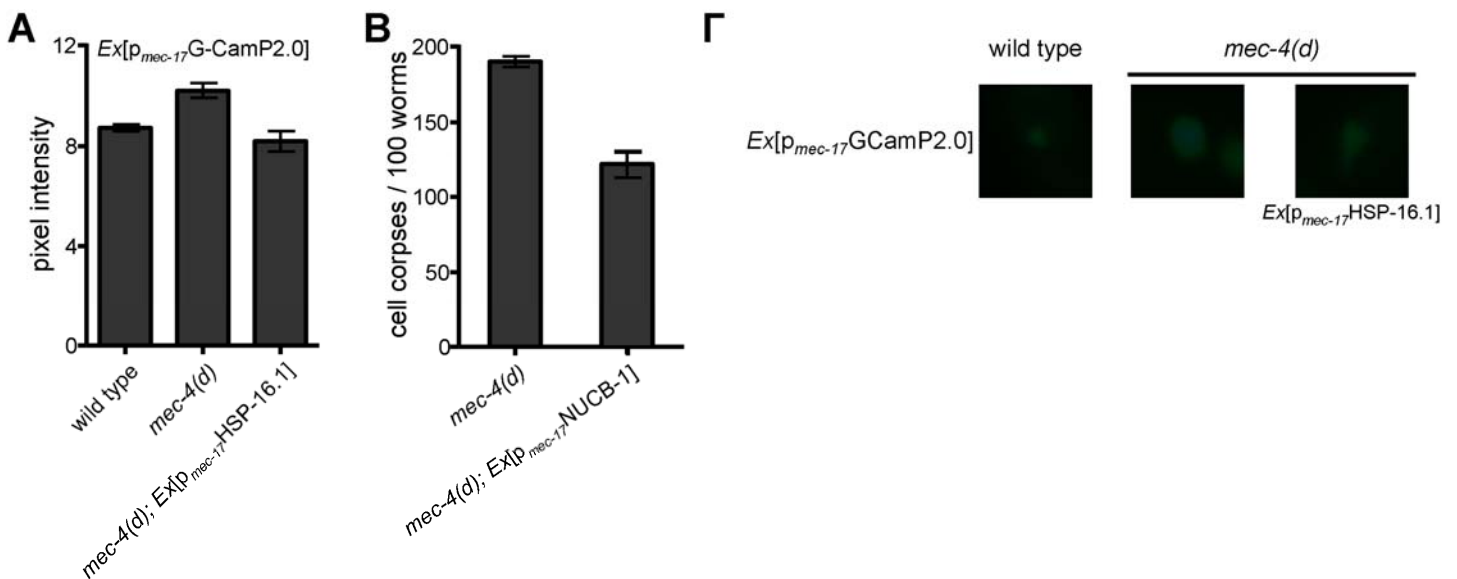 A
Ex[pmec-17G-CamP2.0]
pixel intensity
12
8
4
0
wild type
mec-4(d)
mec-4(d); Ex[pmec-17HSP-16.1]
B
cell corpses / 100 worms
200
150
100
50
0
mec-4(d)
mec-4(d); Ex[pmec-17NUCB-1]
Γ
wild type
mec-4(d)
Ex[pmec-17GCamP2.0]
Ex[pmec-17HSP-16.1]